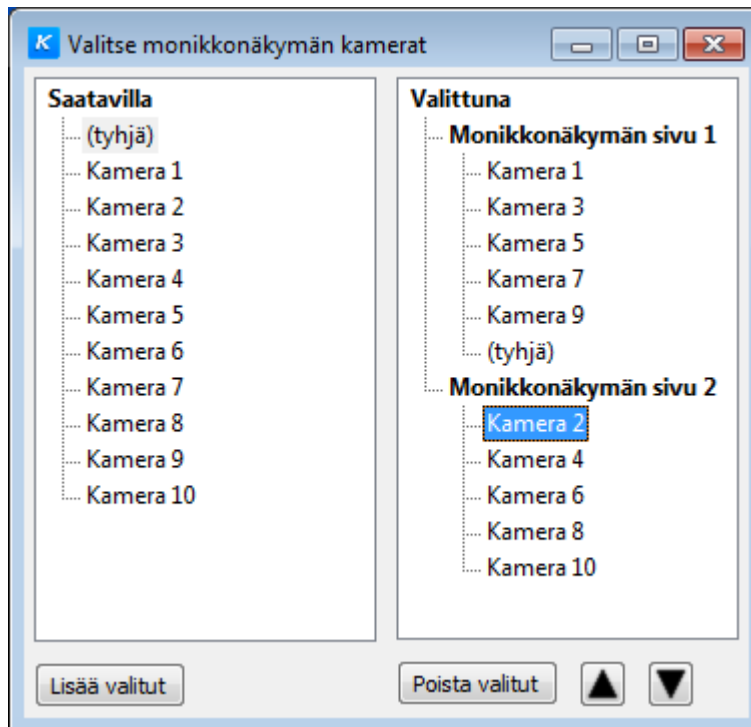 K Valitse monikkonäkymän kamerat
Saatavilla
(tyhjä)
Kamera 1
Kamera 2
Kamera 3
Kamera 4
Kamera 5
Kamera 6
Kamera 7
Kamera 8
Kamera 9
Kamera 10
Lisää valitut
Valittuna
Monikkonäkymän sivu 1
Kamera 1
Kamera 3
Kamera 5
Kamera 7
Kamera 9
(tyhjä)
Monikkonäkymän sivu 2
Kamera 2
Kamera 4
Kamera 6
Kamera 8
Kamera 10
Poista valitut